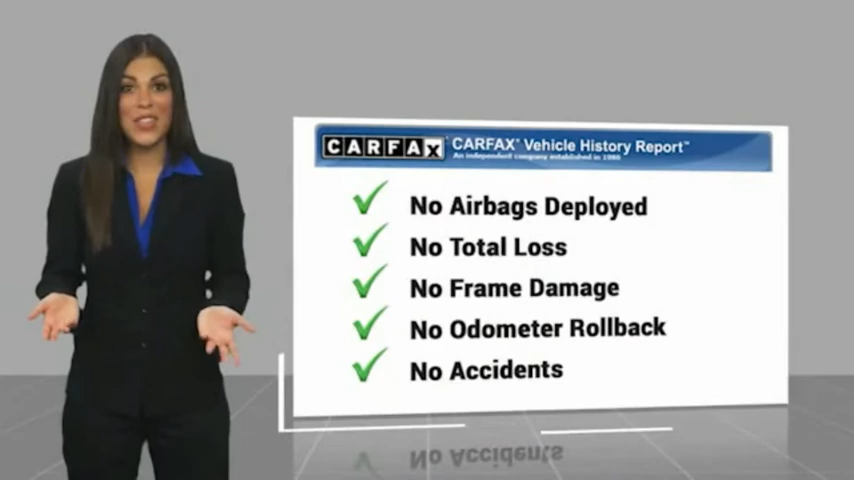 CARFAX CARFAX® Vehicle History Report™
An independent company established in 1986
No Airbags Deployed
No Total Loss
No Frame Damage
No Odometer Rollback
No Accidents
No Accidents